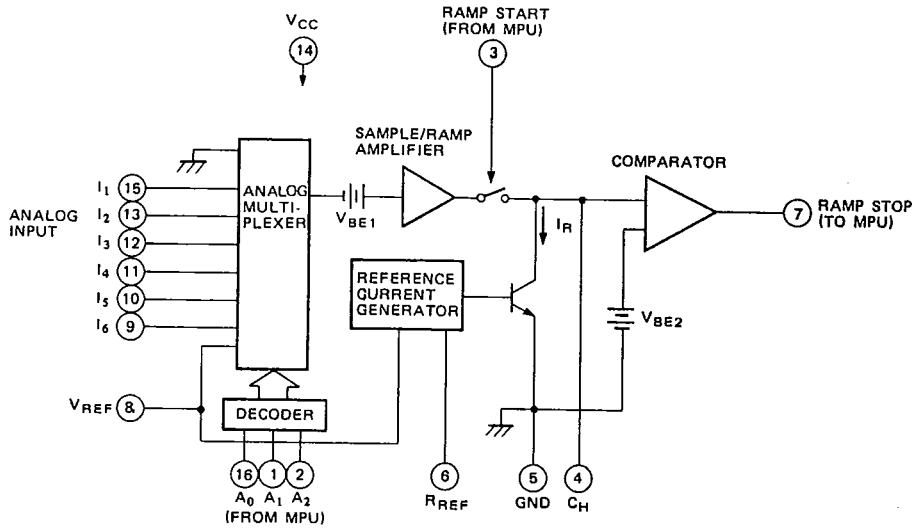 RAMP START
(FROM MPU)
VCC
14
3
SAMPLE/RAMP
AMPLIFIER
COMPARATOR
ANALOG
INPUT
I1 15
I2 13
I3 12
I4 11
I5 10
I6 9
ANALOG
MULTI-
PLEXER
VBE1
IR
7 RAMP STOP
(TO MPU)
REFERENCE
CURRENT
GENERATOR
VBE2
VREF 8
DECODER
16 1 2
A0 A1 A2
(FROM MPU)
6
RREF
5
GND
4
CH